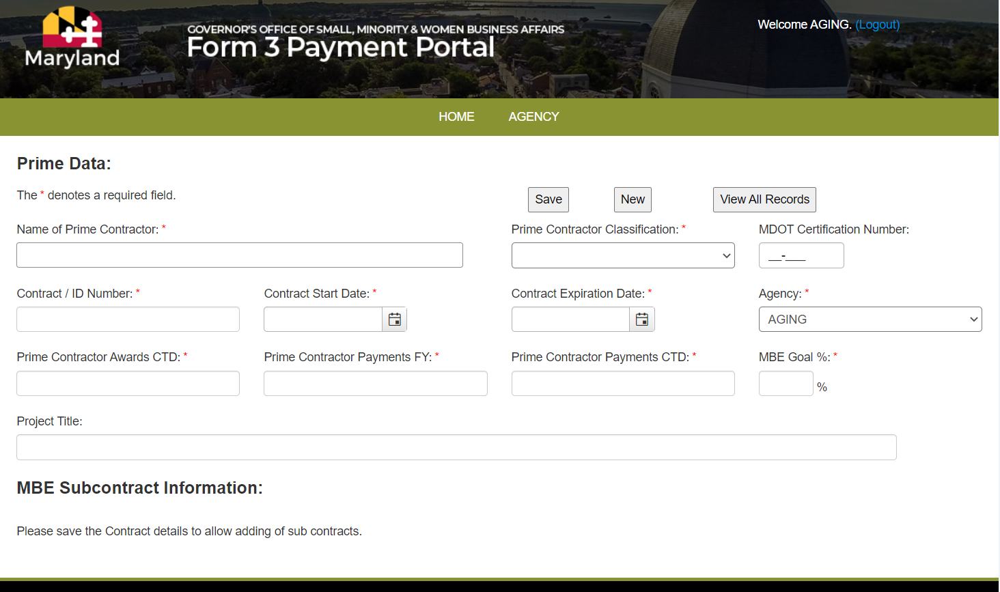 Maryland
GOVERNOR'S OFFICE OF SMALL, MINORITY & WOMEN BUSINESS AFFAIRS
Form 3 Payment Portal
Welcome AGING. (Logout)
HOME AGENCY
Prime Data:
The * denotes a required field.
Save New View All Records
Name of Prime Contractor: * Prime Contractor Classification: * MDOT Certification Number:
__-___
Contract / ID Number: * Contract Start Date: * Contract Expiration Date: * Agency: *
AGING
Prime Contractor Awards CTD: * Prime Contractor Payments FY: * Prime Contractor Payments CTD: * MBE Goal %: *
%
Project Title:
MBE Subcontract Information:
Please save the Contract details to allow adding of sub contracts.